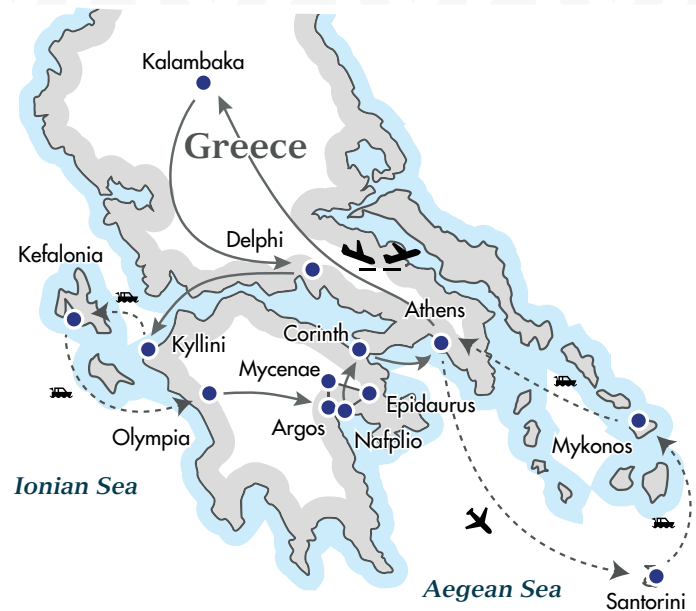 Kalambaka
Greece
Delphi
Kefalonia
Athens
Corinth
Kyllini
Mycenae
Epidaurus
Argos
Olympia
Nafplio
Mykonos
Ionian Sea
Aegean Sea
Santorini